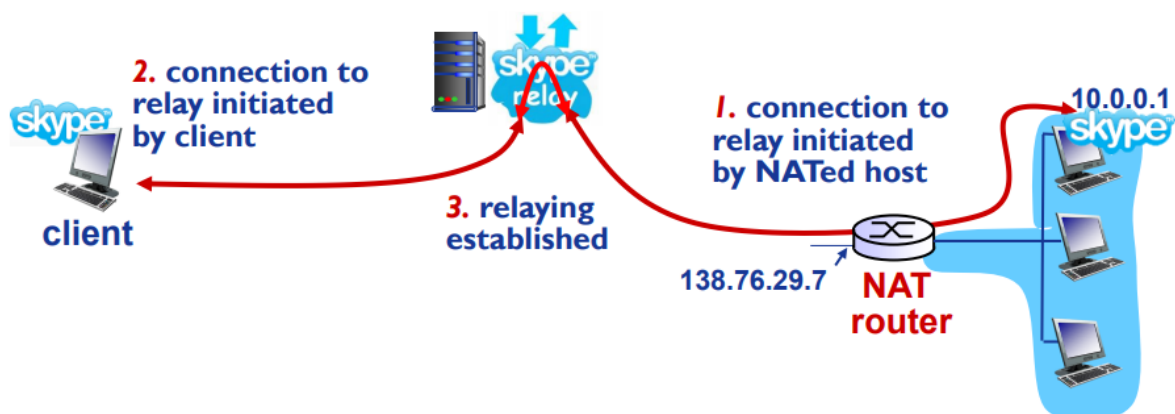 skype
client
2. connection to
relay initiated
by client
skype
relay
3. relaying
established
1. connection to
relay initiated
by NATed host
10.0.0.1
skype
138.76.29.7
NAT
router